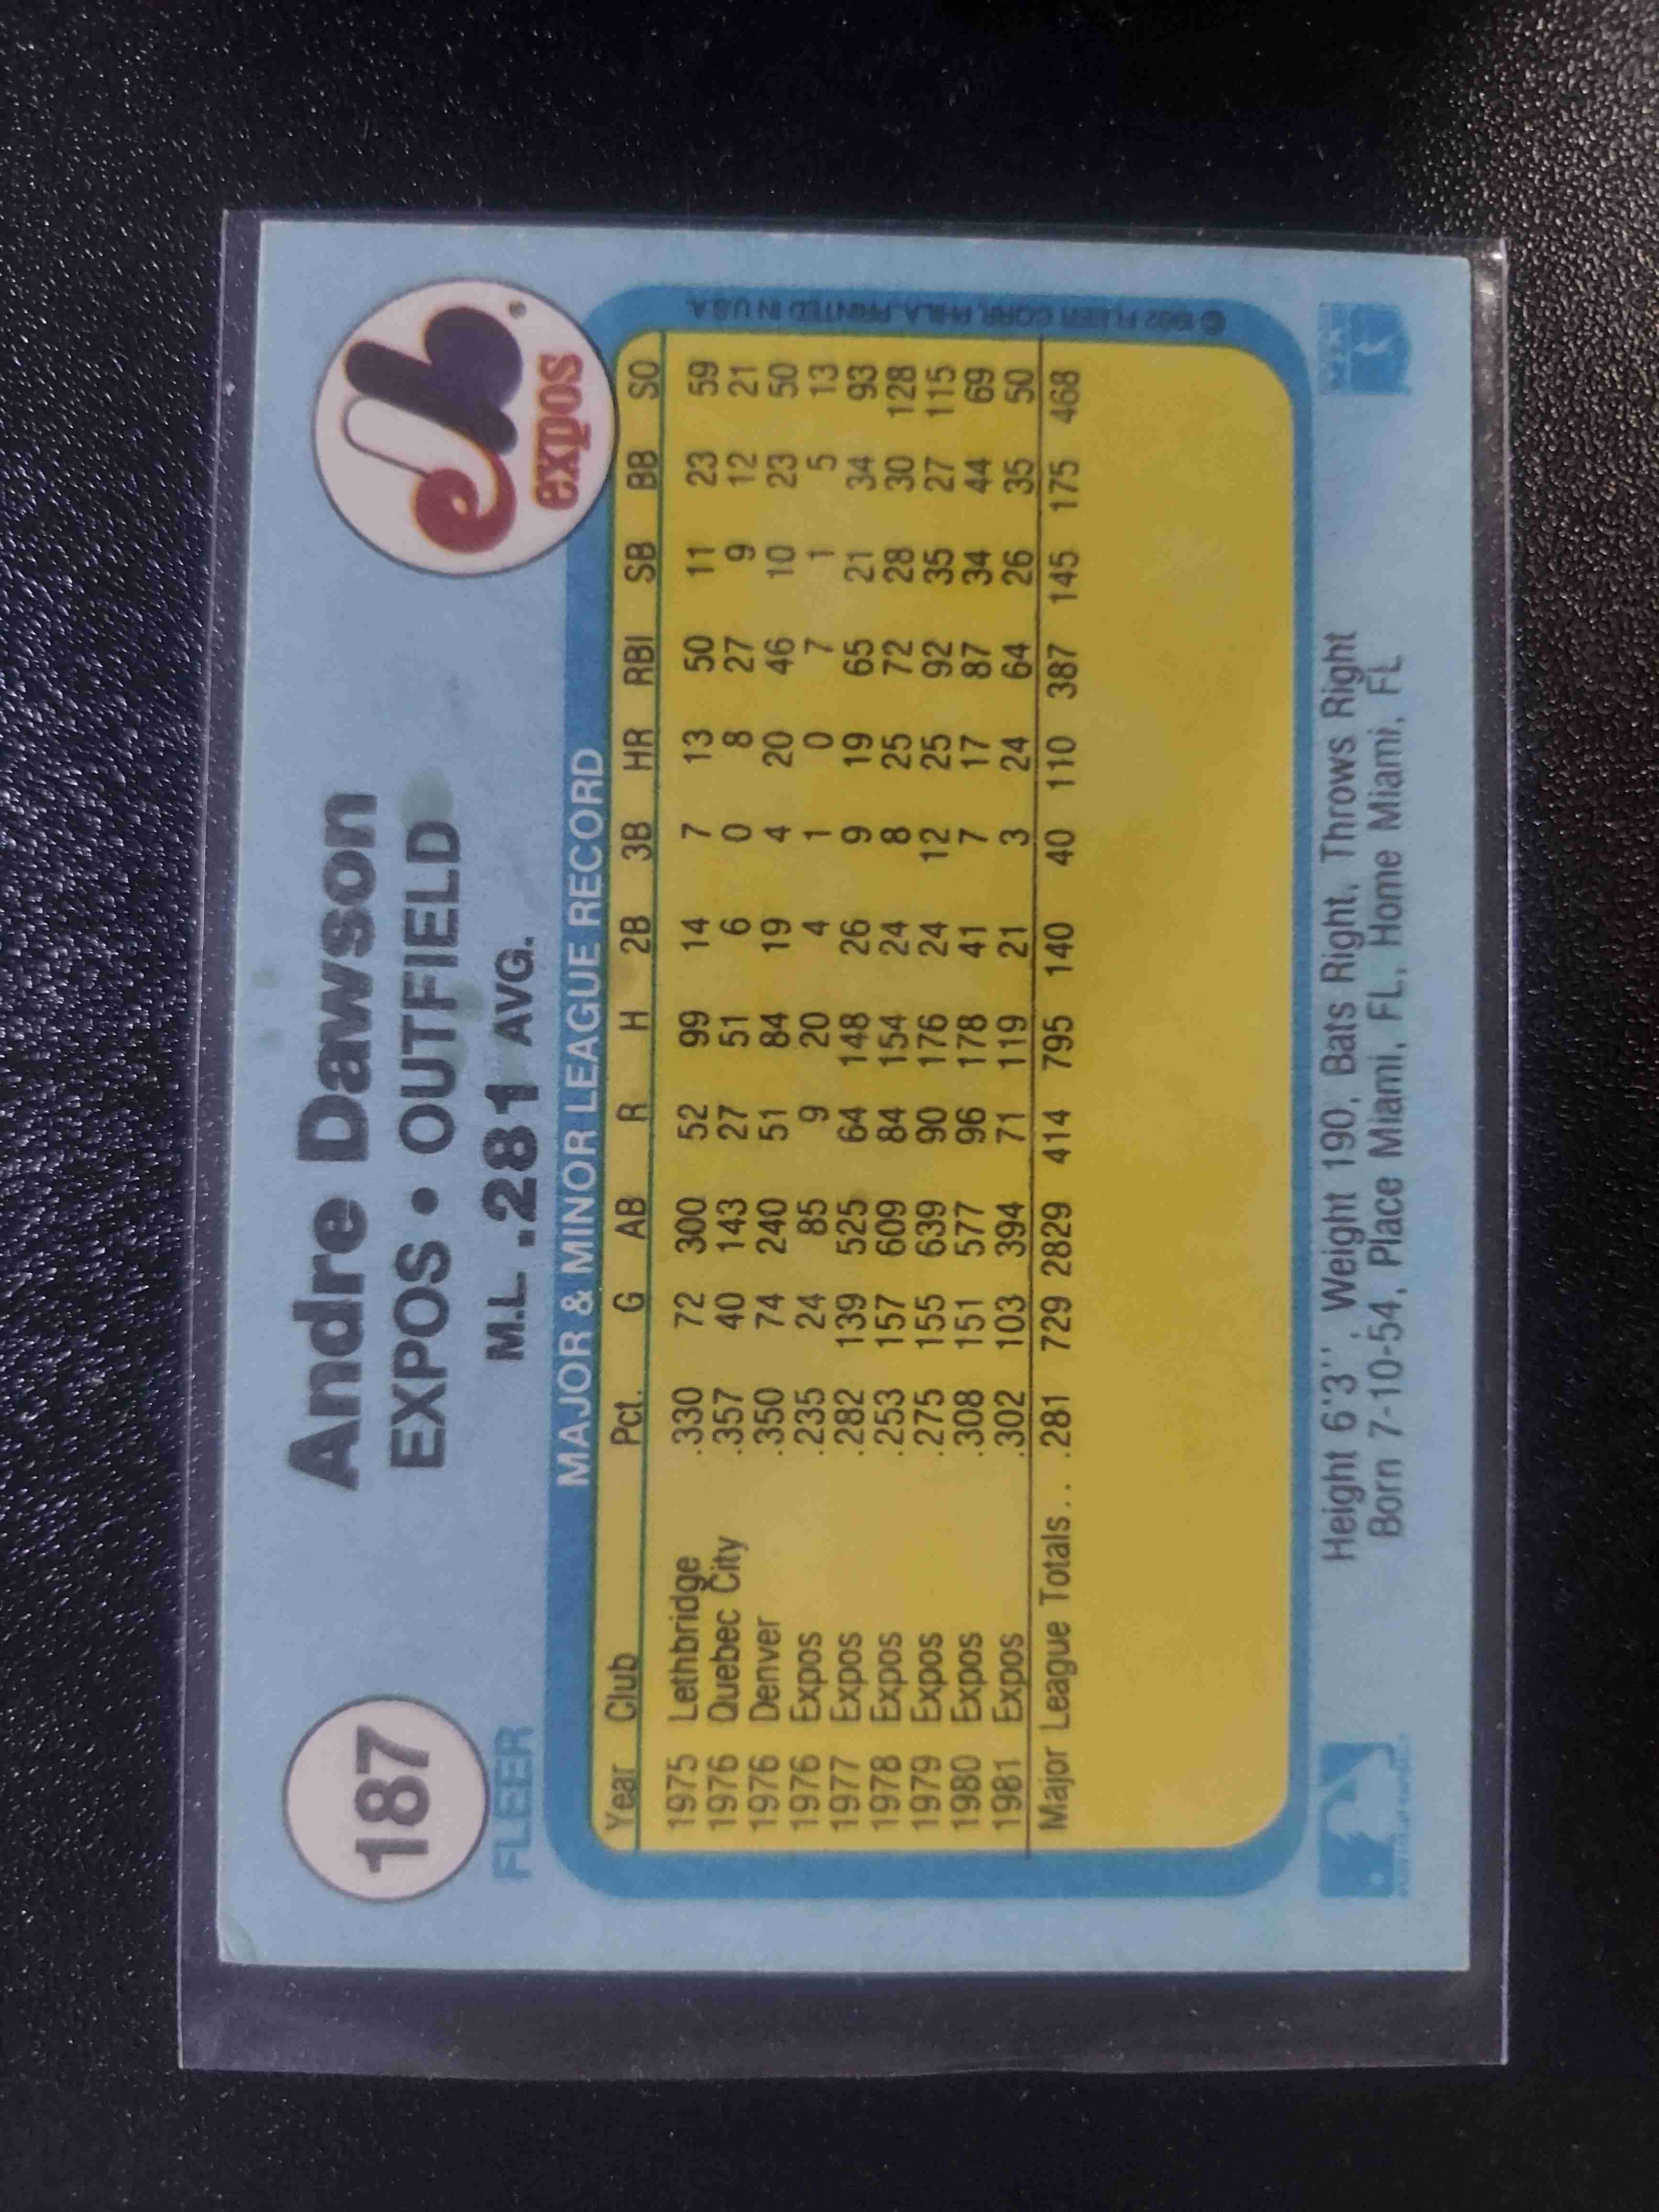 187
FLEER
Andre Dawson
EXPOS • OUTFIELD
M.L. .281 AVG.
expos
MAJOR & MINOR LEAGUE RECORD
Year Club Pct. G AB R H 2B 3B HR RBI SB BB SO
1975 Lethbridge .330 72 300 52 99 14 7 13 50 11 23 59
1976 Quebec City .357 40 143 27 51 6 0 8 27 9 12 21
1976 Denver .350 74 240 51 84 19 4 20 46 10 23 50
1976 Expos .235 24 85 9 20 4 1 0 7 1 5 13
1977 Expos .282 139 525 64 148 26 9 19 65 21 34 93
1978 Expos .253 157 609 84 154 24 8 25 72 28 30 128
1979 Expos .275 155 639 90 176 24 12 25 92 35 27 115
1980 Expos .308 151 577 96 178 41 7 17 87 34 44 69
1981 Expos .302 103 394 71 119 21 3 24 64 26 35 50
Major League Totals . . .281 729 2829 414 795 140 40 110 387 145 175 468
© 1982 FLEER CORP. PHILA. PRINTED IN U.S.A.
Height 6'3'', Weight 190, Bats Right, Throws Right
Born 7-10-54, Place Miami, FL, Home Miami, FL